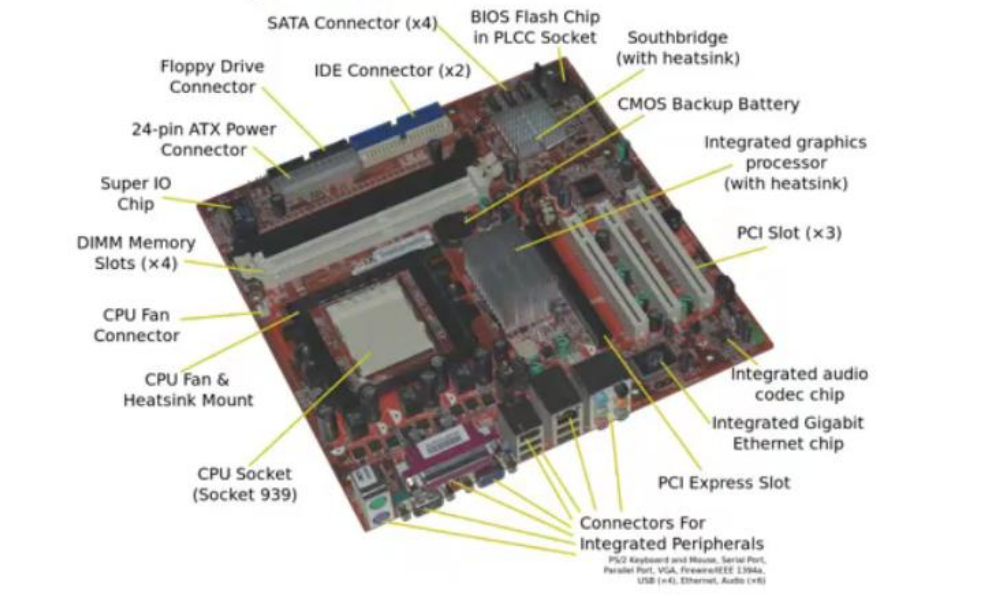 SATA Connector (x4)
BIOS Flash Chip
in PLCC Socket
Southbridge
(with heatsink)
Floppy Drive
Connector
IDE Connector (x2)
CMOS Backup Battery
24-pin ATX Power
Connector
Integrated graphics
processor
(with heatsink)
Super IO
Chip
PCI Slot (×3)
DIMM Memory
Slots (×4)
CPU Fan
Connector
CPU Fan &
Heatsink Mount
Integrated audio
codec chip
Integrated Gigabit
Ethernet chip
CPU Socket
(Socket 939)
PCI Express Slot
Connectors For
Integrated Peripherals
PS/2 Keyboard and Mouse, Serial Port,
Parallel Port, VGA, Firewire/IEEE 1394a,
USB (×4), Ethernet, Audio (×6)